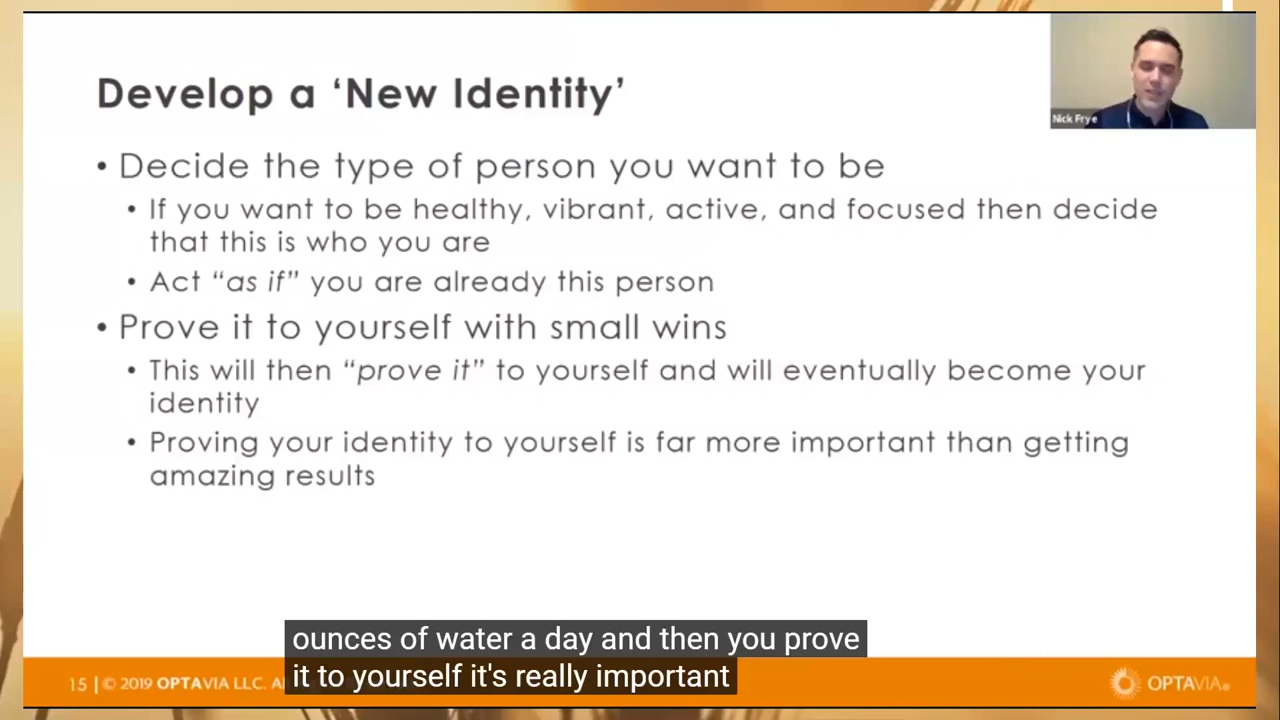 Develop a ‘New Identity’
Nick Frye
• Decide the type of person you want to be
• If you want to be healthy, vibrant, active, and focused then decide
that this is who you are
• Act “as if” you are already this person
• Prove it to yourself with small wins
• This will then “prove it” to yourself and will eventually become your
identity
• Proving your identity to yourself is far more important than getting
amazing results
ounces of water a day and then you prove
it to yourself it's really important
15 | © 2019 OPTAVIA LLC.
OPTAVIA®